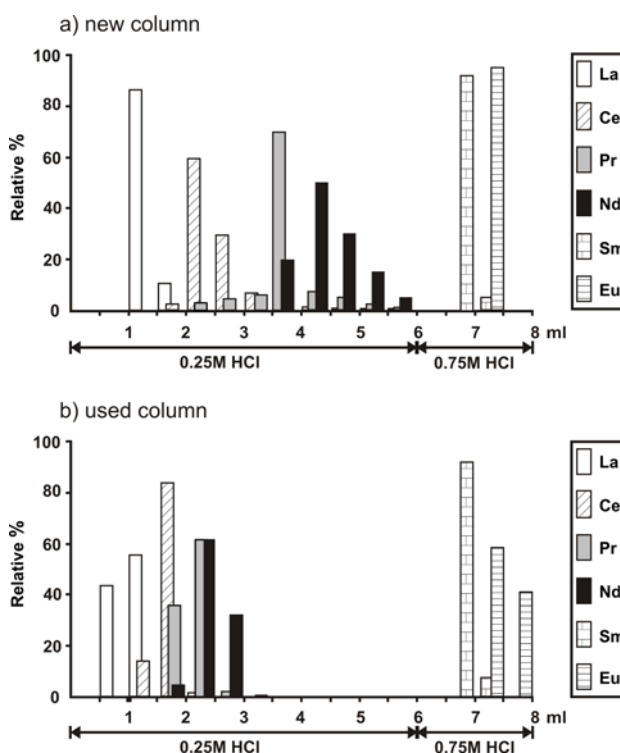 a) new column
100
80
60
40
20
0
Relative %
1 2 3 4 5 6 7 8 ml
0.25M HCl 0.75M HCl
La
Ce
Pr
Nd
Sm
Eu
b) used column
100
80
60
40
20
0
Relative %
1 2 3 4 5 6 7 8 ml
0.25M HCl 0.75M HCl
La
Ce
Pr
Nd
Sm
Eu